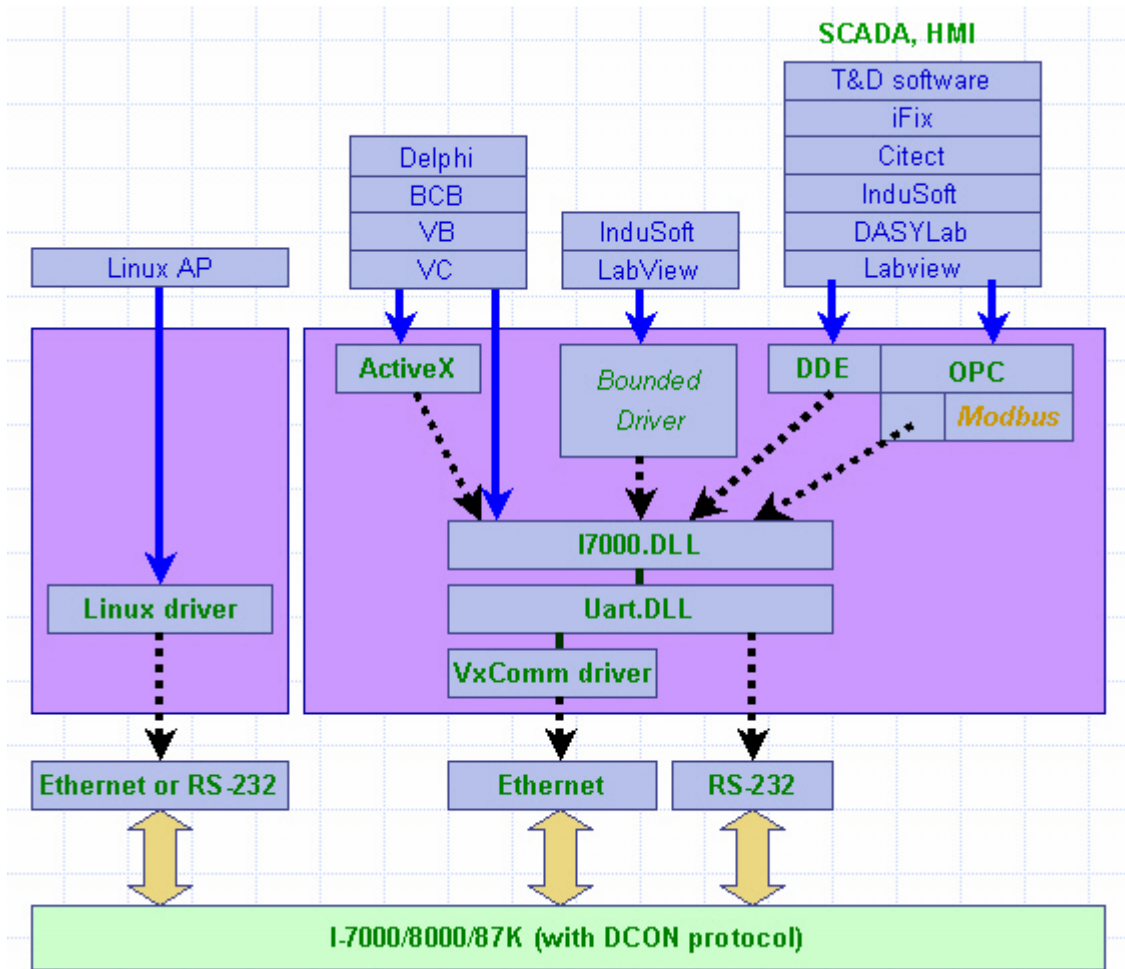 SCADA, HMI
T&D software
iFix
Citect
InduSoft
DASYLab
Labview
Delphi
BCB
VB
VC
InduSoft
LabView
Linux AP
ActiveX
Bounded
Driver
DDE
OPC
Modbus
I7000.DLL
Linux driver
Uart.DLL
VxComm driver
Ethernet or RS-232
Ethernet
RS-232
I-7000/8000/87K (with DCON protocol)